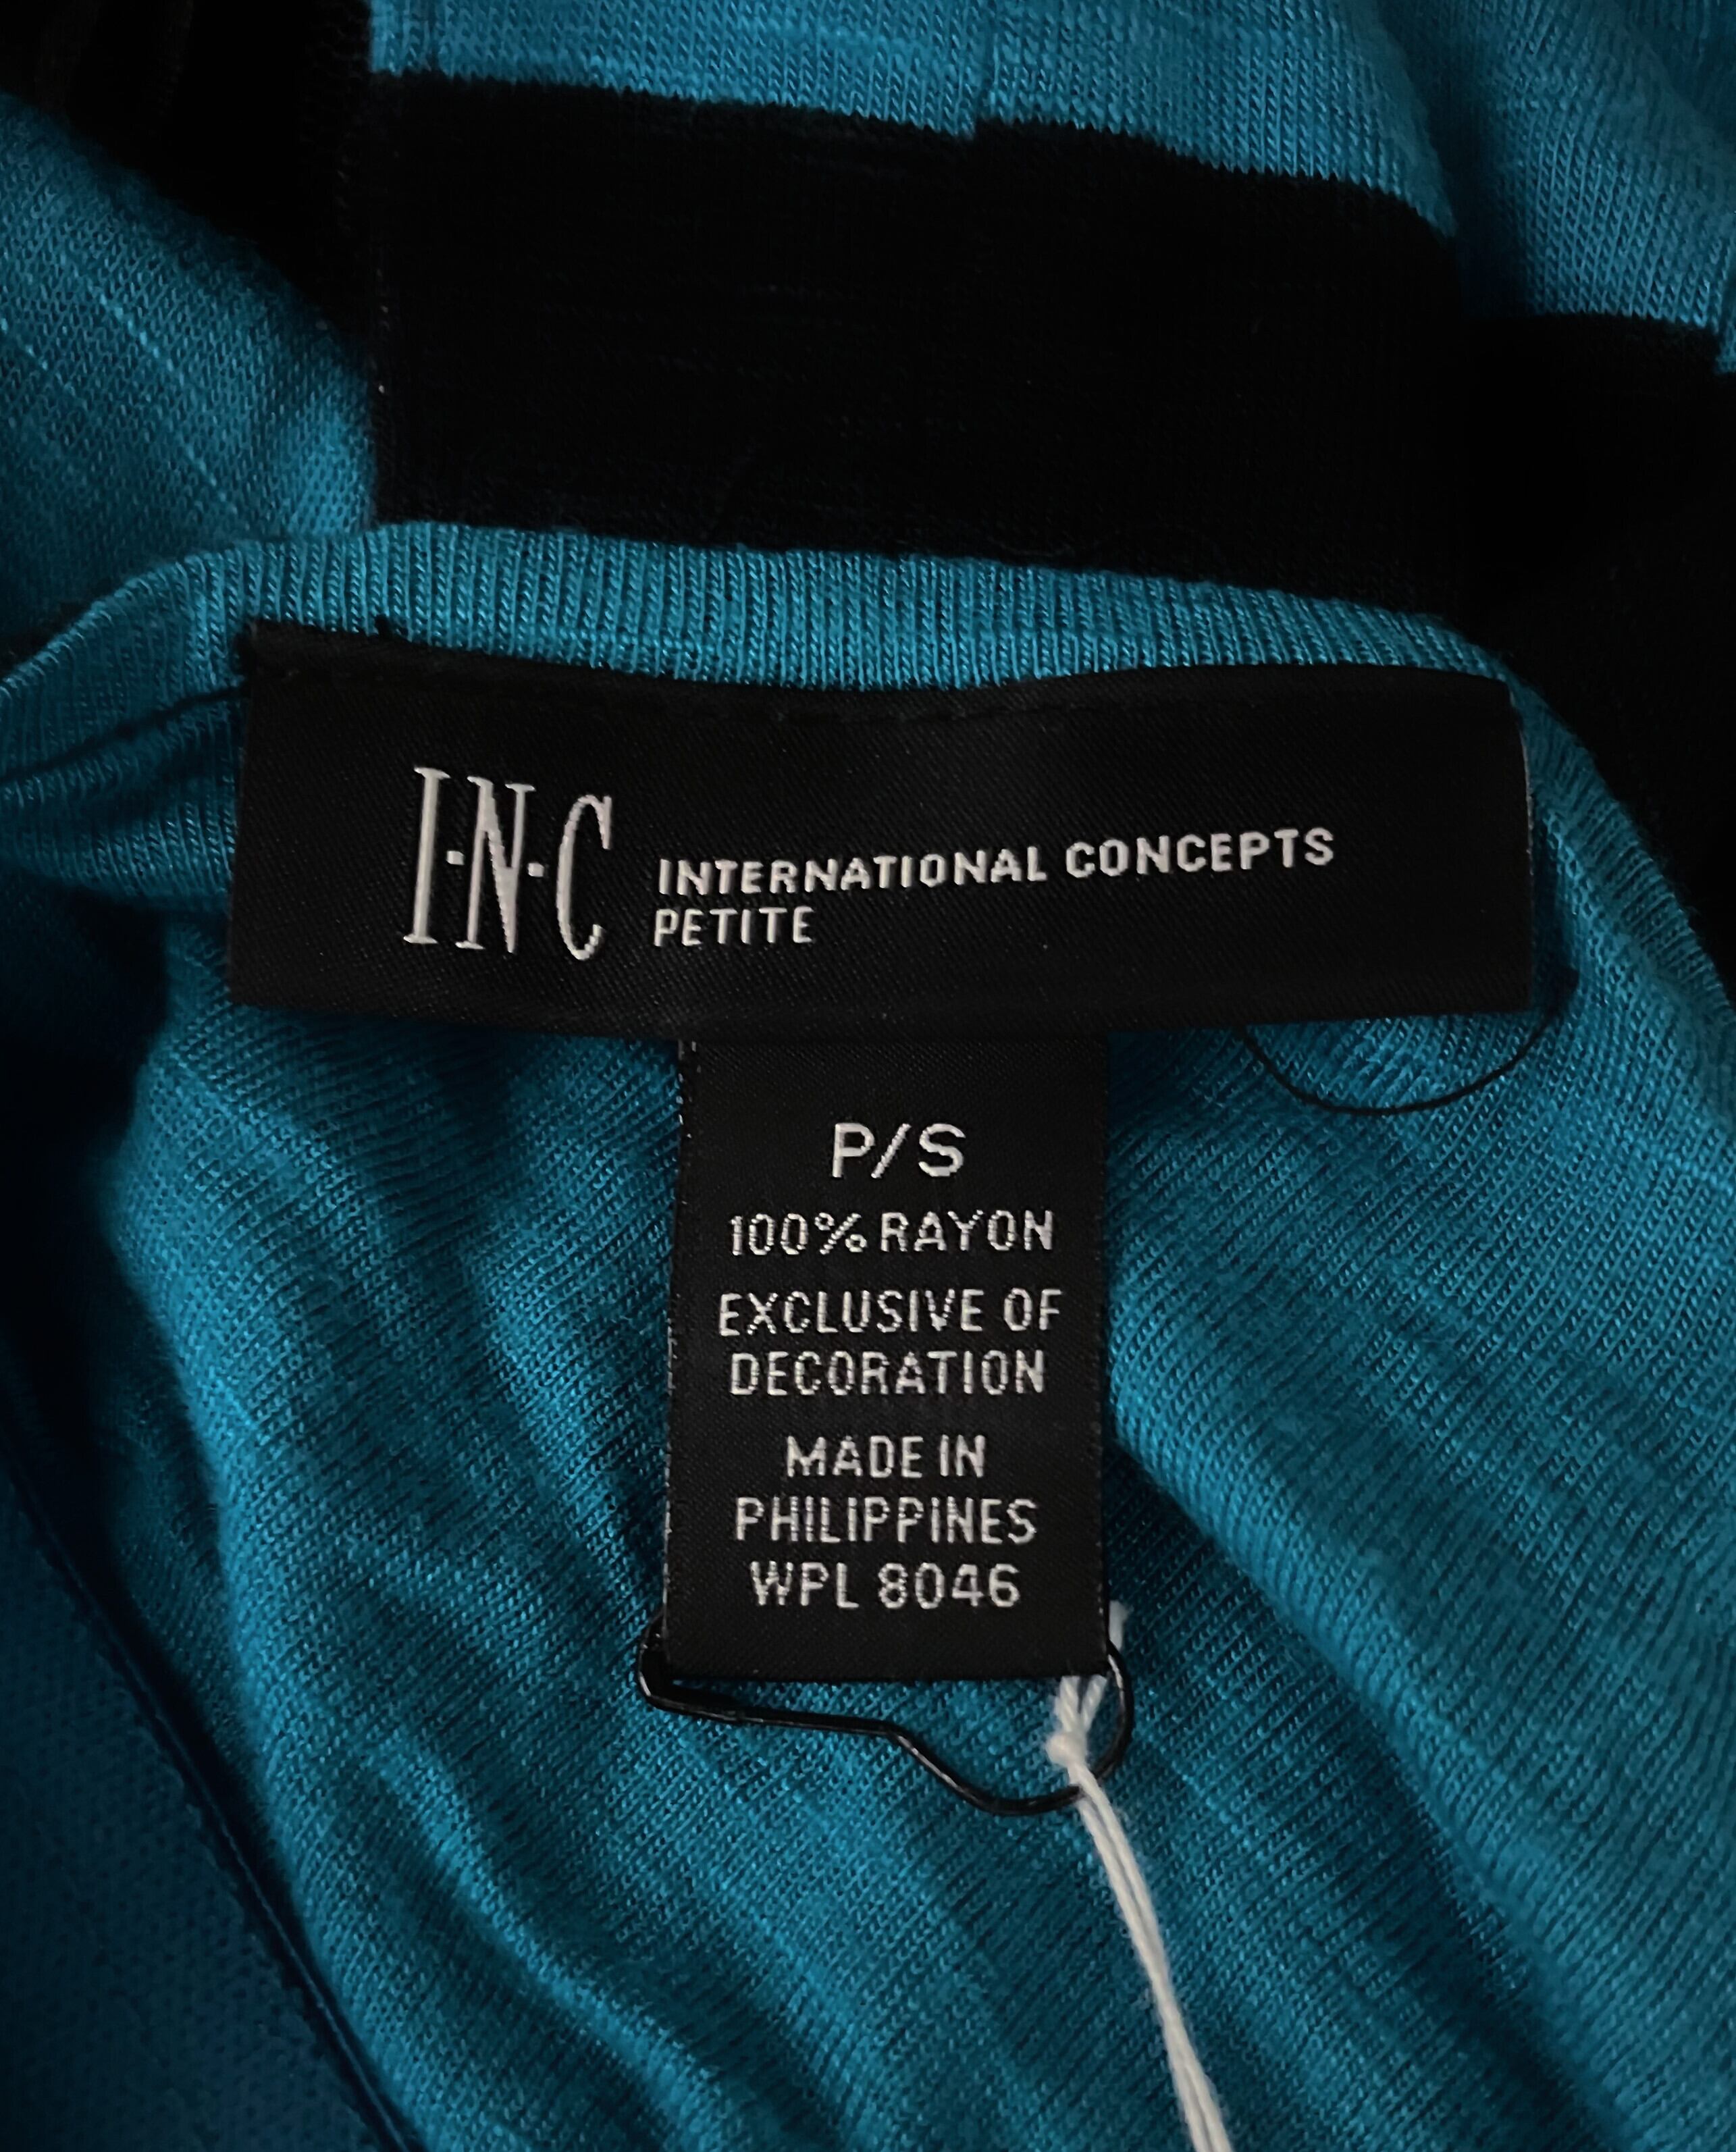 I·N·C INTERNATIONAL CONCEPTS
PETITE
P/S
100% RAYON
EXCLUSIVE OF
DECORATION
MADE IN
PHILIPPINES
WPL 8046